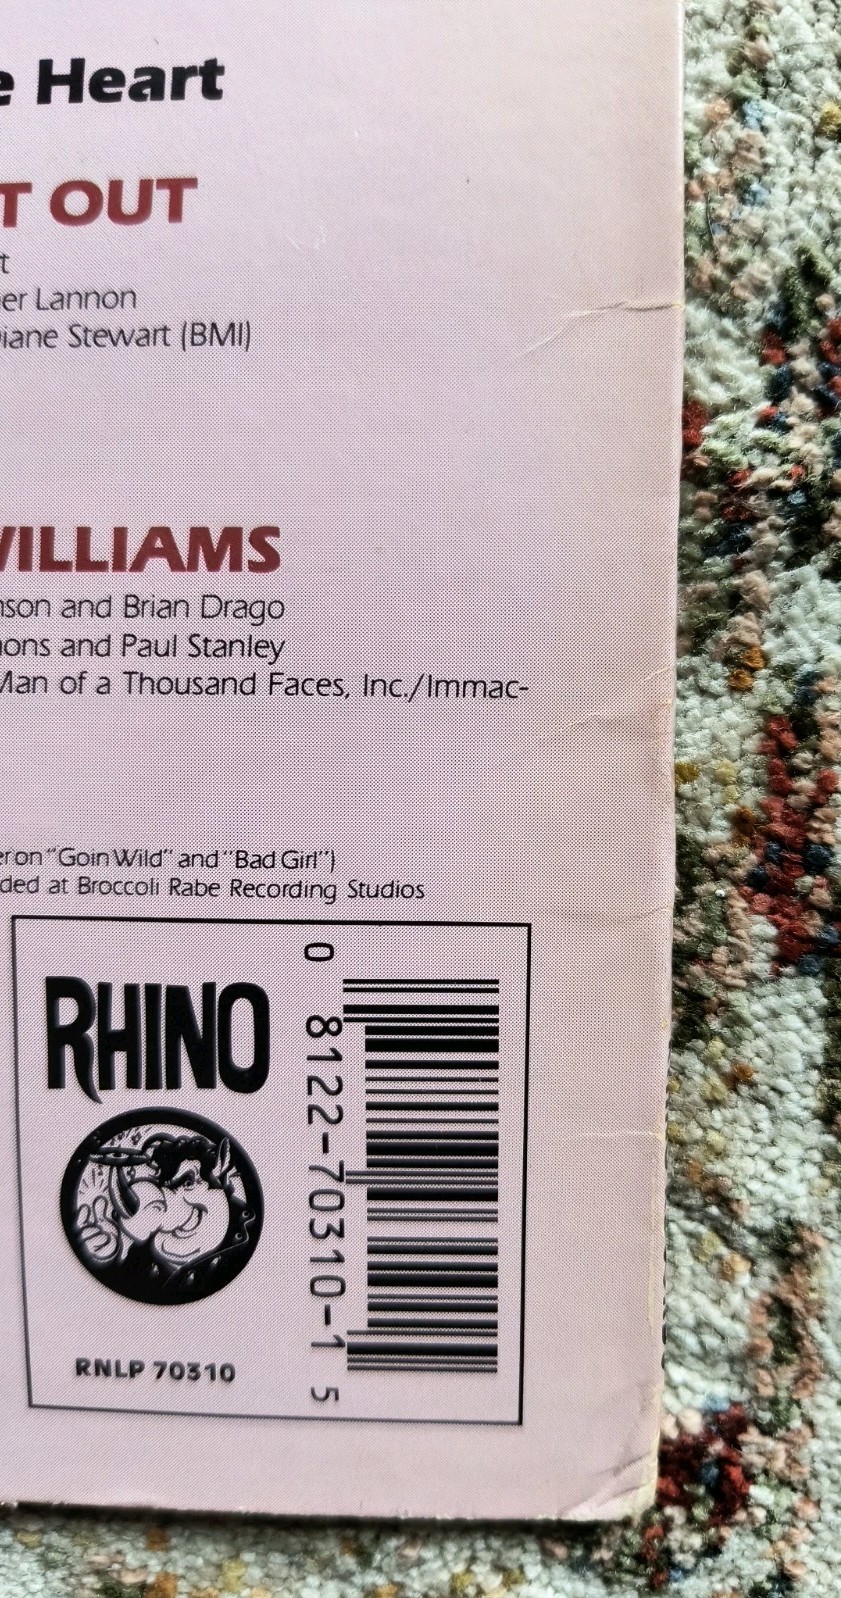 e Heart
T OUT
t
er Lannon
iane Stewart (BMI)
WILLIAMS
nson and Brian Drago
mons and Paul Stanley
Man of a Thousand Faces, Inc./Immac-
er on "Goin Wild" and "Bad Girl")
ded at Broccoli Rabe Recording Studios
RHINO
RNLP 70310
0 8122-70310-1 5